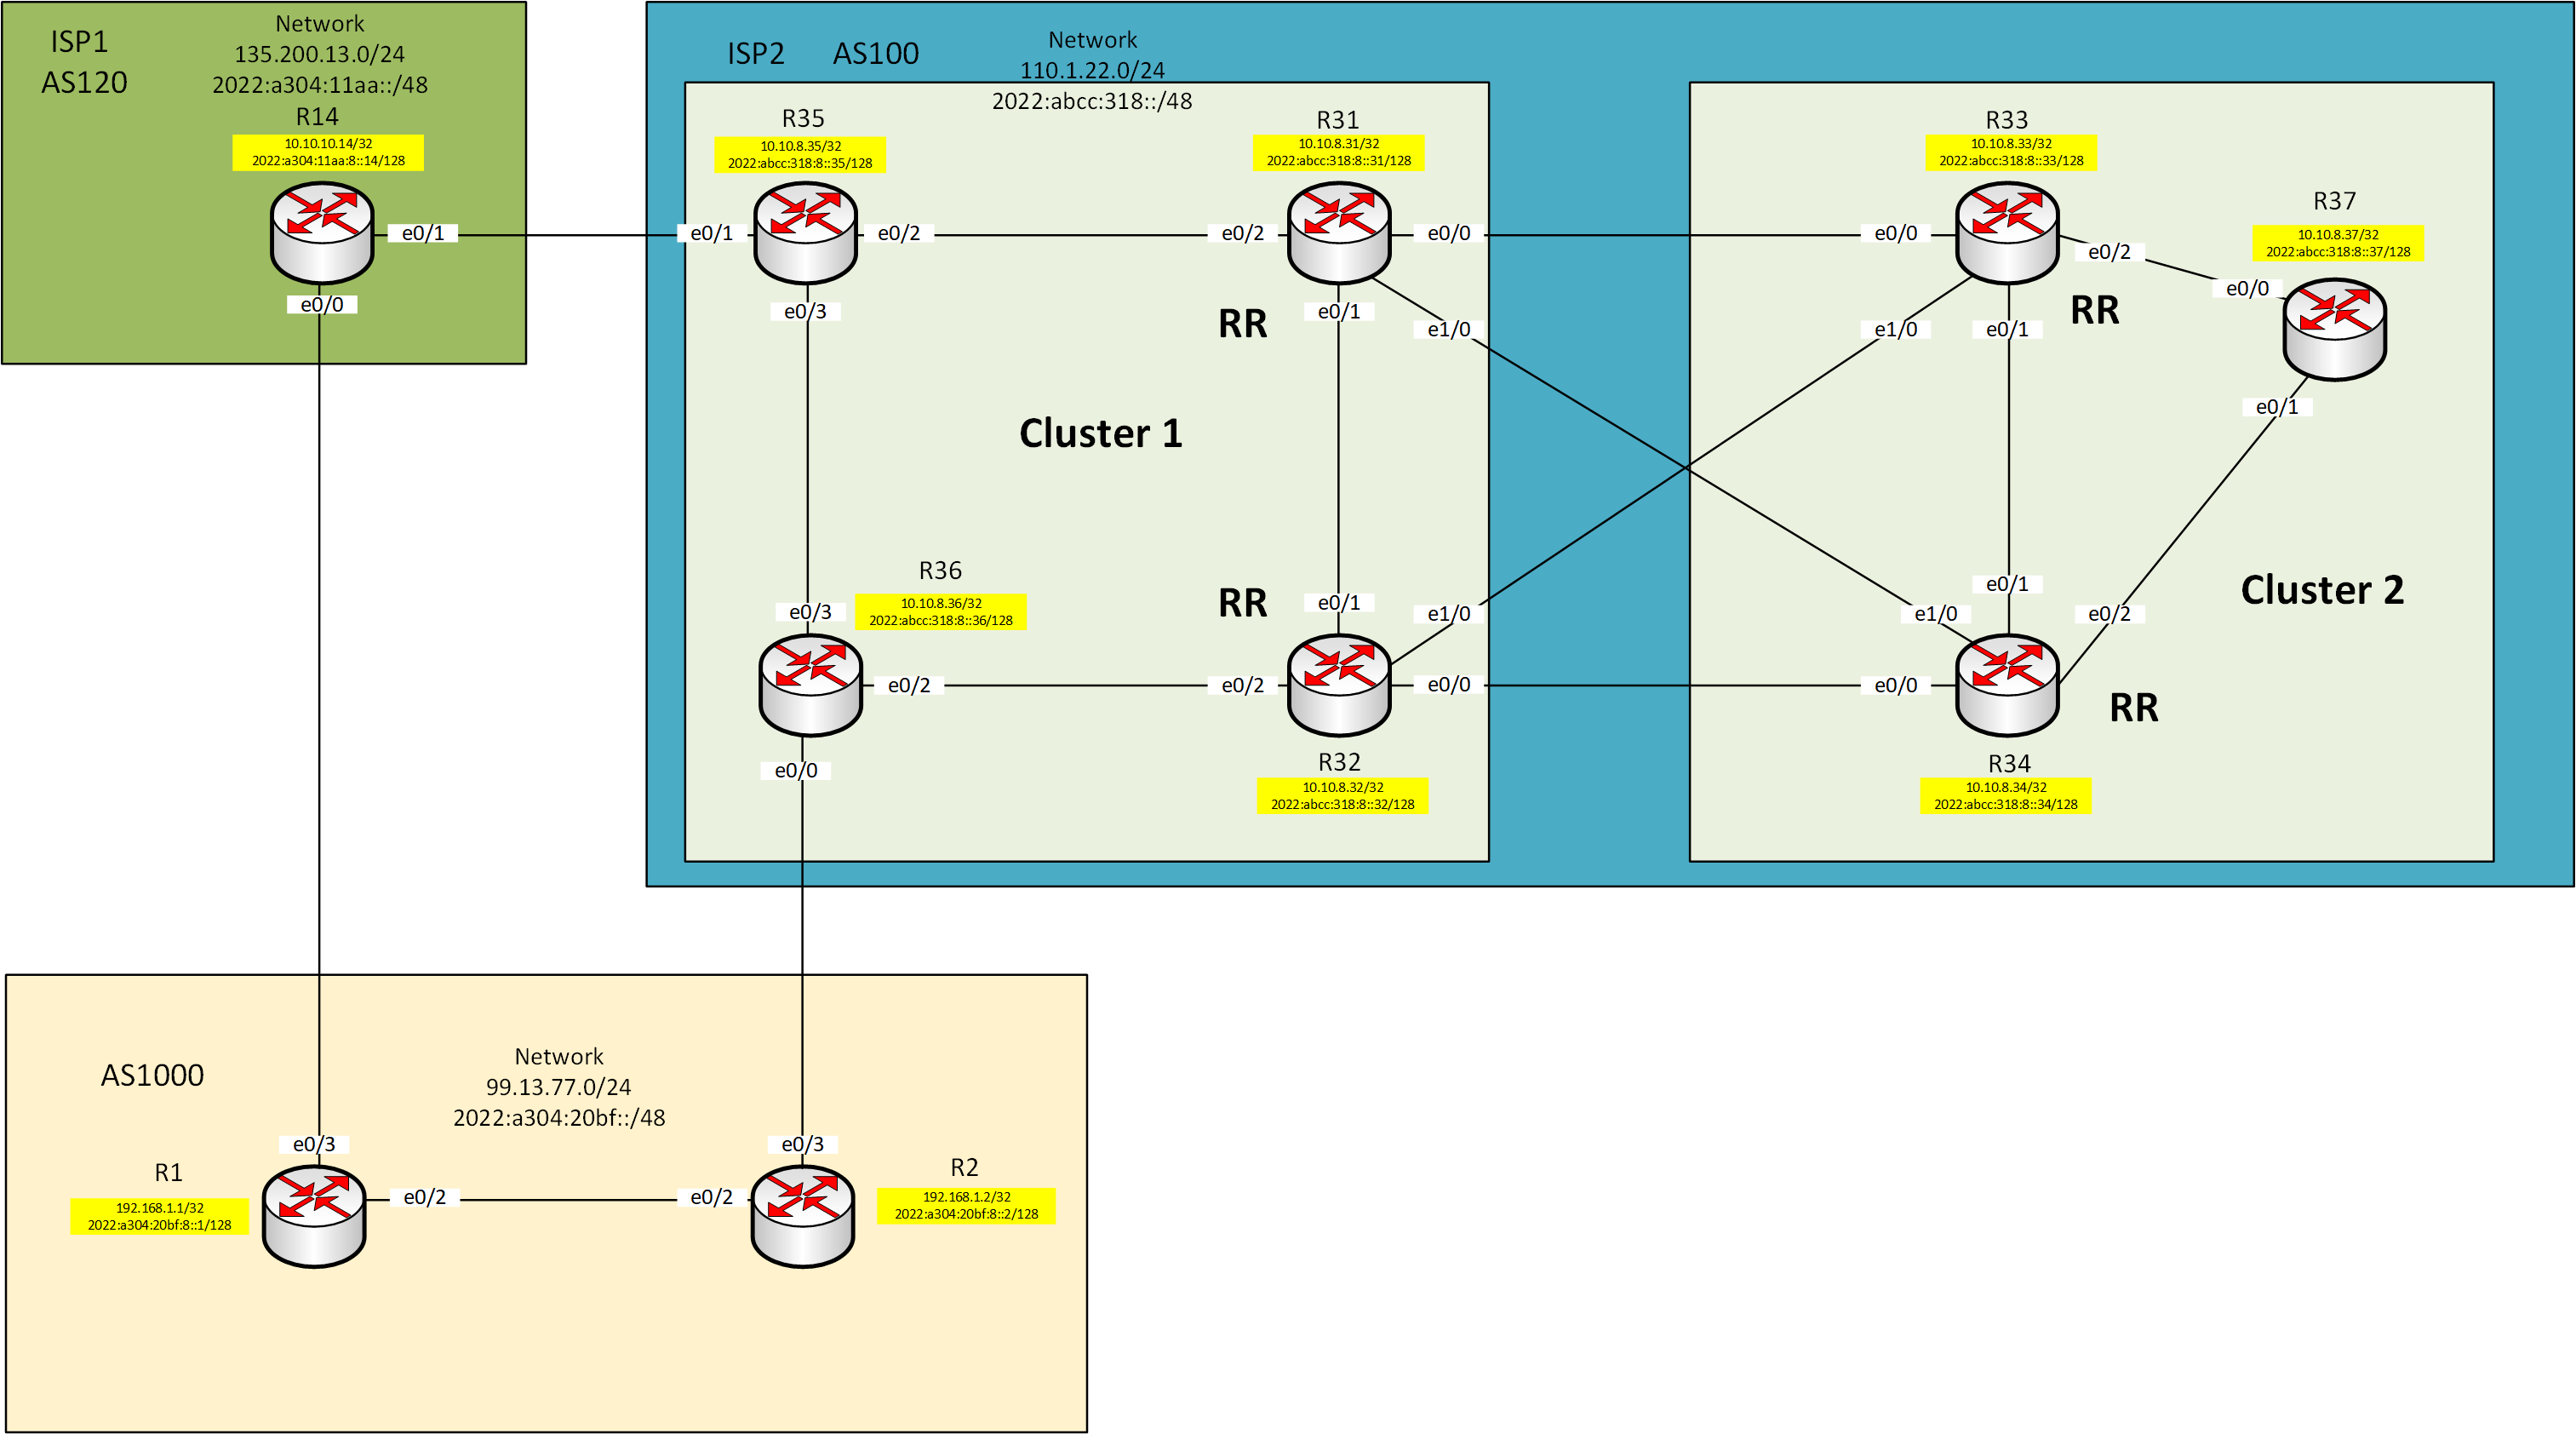 ISP1
AS120
Network
135.200.13.0/24
2022:a304:11aa::/48
R14
10.10.10.14/32
2022:a304:11aa:8::14/128
e0/1
e0/0
ISP2 AS100
Network
110.1.22.0/24
2022:abcc:318::/48
R35
10.10.8.35/32
2022:abcc:318:8::35/128
e0/1
e0/2
e0/3
R31
10.10.8.31/32
2022:abcc:318:8::31/128
e0/2
e0/0
RR
e0/1
e1/0
Cluster 1
R36
10.10.8.36/32
2022:abcc:318:8::36/128
e0/3
e0/2
e0/0
RR
e0/1
e1/0
e0/2
e0/0
R32
10.10.8.32/32
2022:abcc:318:8::32/128
R33
10.10.8.33/32
2022:abcc:318:8::33/128
e0/0
e0/2
e1/0
e0/1
RR
R37
10.10.8.37/32
2022:abcc:318:8::37/128
e0/0
e0/1
Cluster 2
e0/1
e1/0
e0/2
e0/0
RR
R34
10.10.8.34/32
2022:abcc:318:8::34/128
AS1000
Network
99.13.77.0/24
2022:a304:20bf::/48
e0/3
R1
192.168.1.1/32
2022:a304:20bf:8::1/128
e0/2
e0/3
e0/2
R2
192.168.1.2/32
2022:a304:20bf:8::2/128